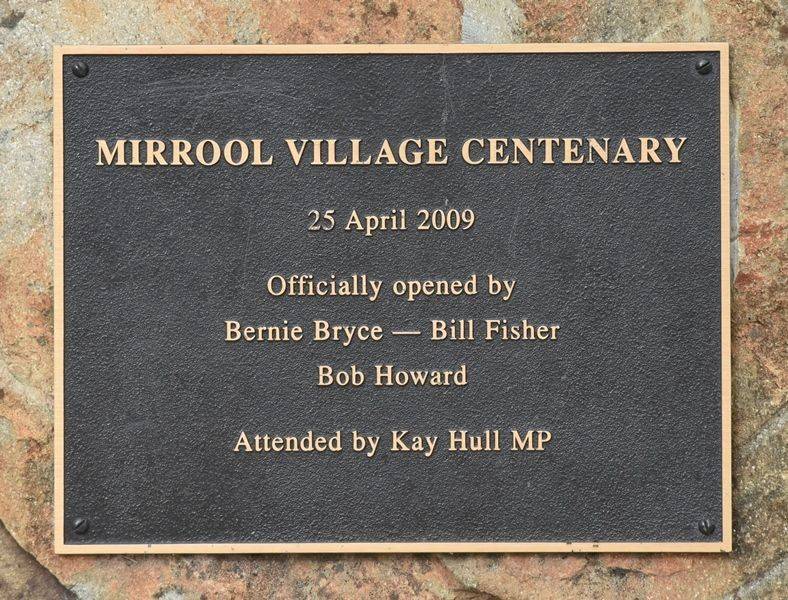 MIRROOL VILLAGE CENTENARY
25 April 2009
Officially opened by
Bernie Bryce — Bill Fisher
Bob Howard
Attended by Kay Hull MP